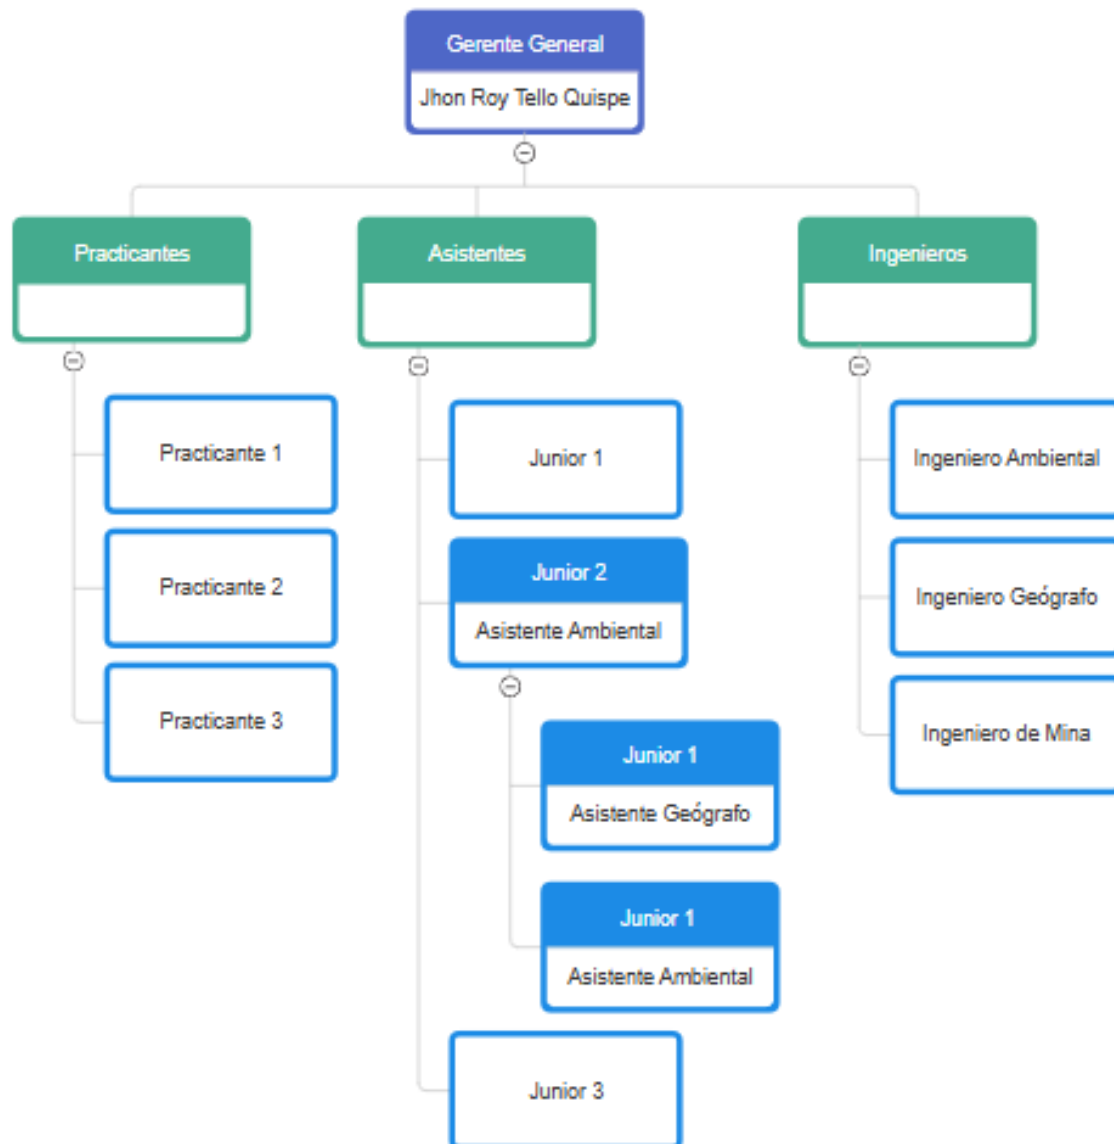 Gerente General
Jhon Roy Tello Quispe
Practicantes
Asistentes
Ingenieros
Practicante 1
Practicante 2
Practicante 3
Junior 1
Junior 2
Asistente Ambiental
Junior 1
Asistente Geógrafo
Junior 1
Asistente Ambiental
Junior 3
Ingeniero Ambiental
Ingeniero Geógrafo
Ingeniero de Mina